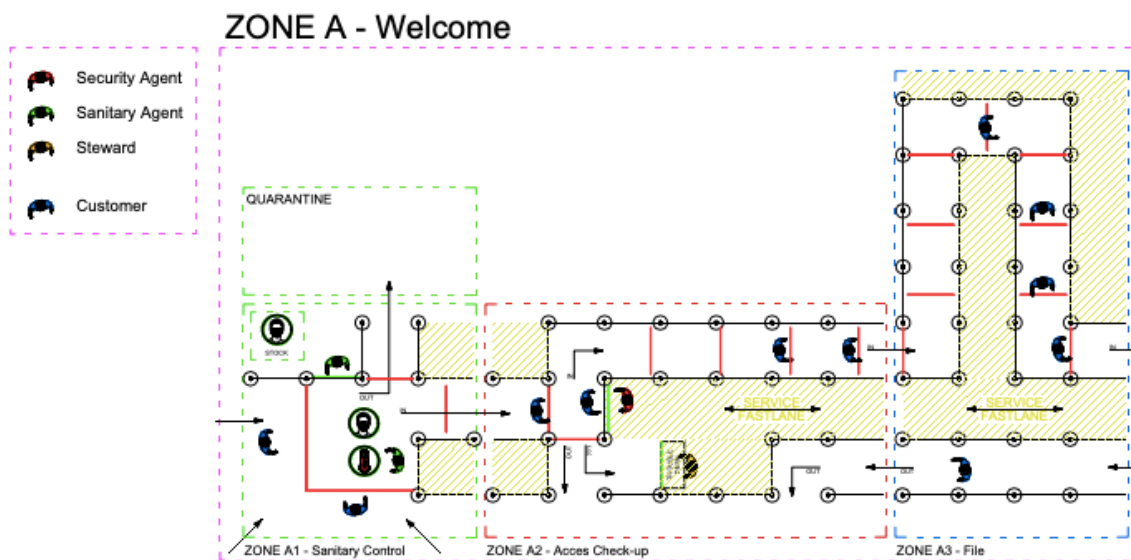 ZONE A - Welcome
Security Agent
Sanitary Agent
Steward
Customer
QUARANTINE
STOCK
OUT
IN
ZONE A1 - Sanitary Control
IN
OUT
SERVICE
FASTLANE
OUT
ZONE A2 - Acces Check-up
IN
IN
SERVICE
FASTLANE
OUT
ZONE A3 - File